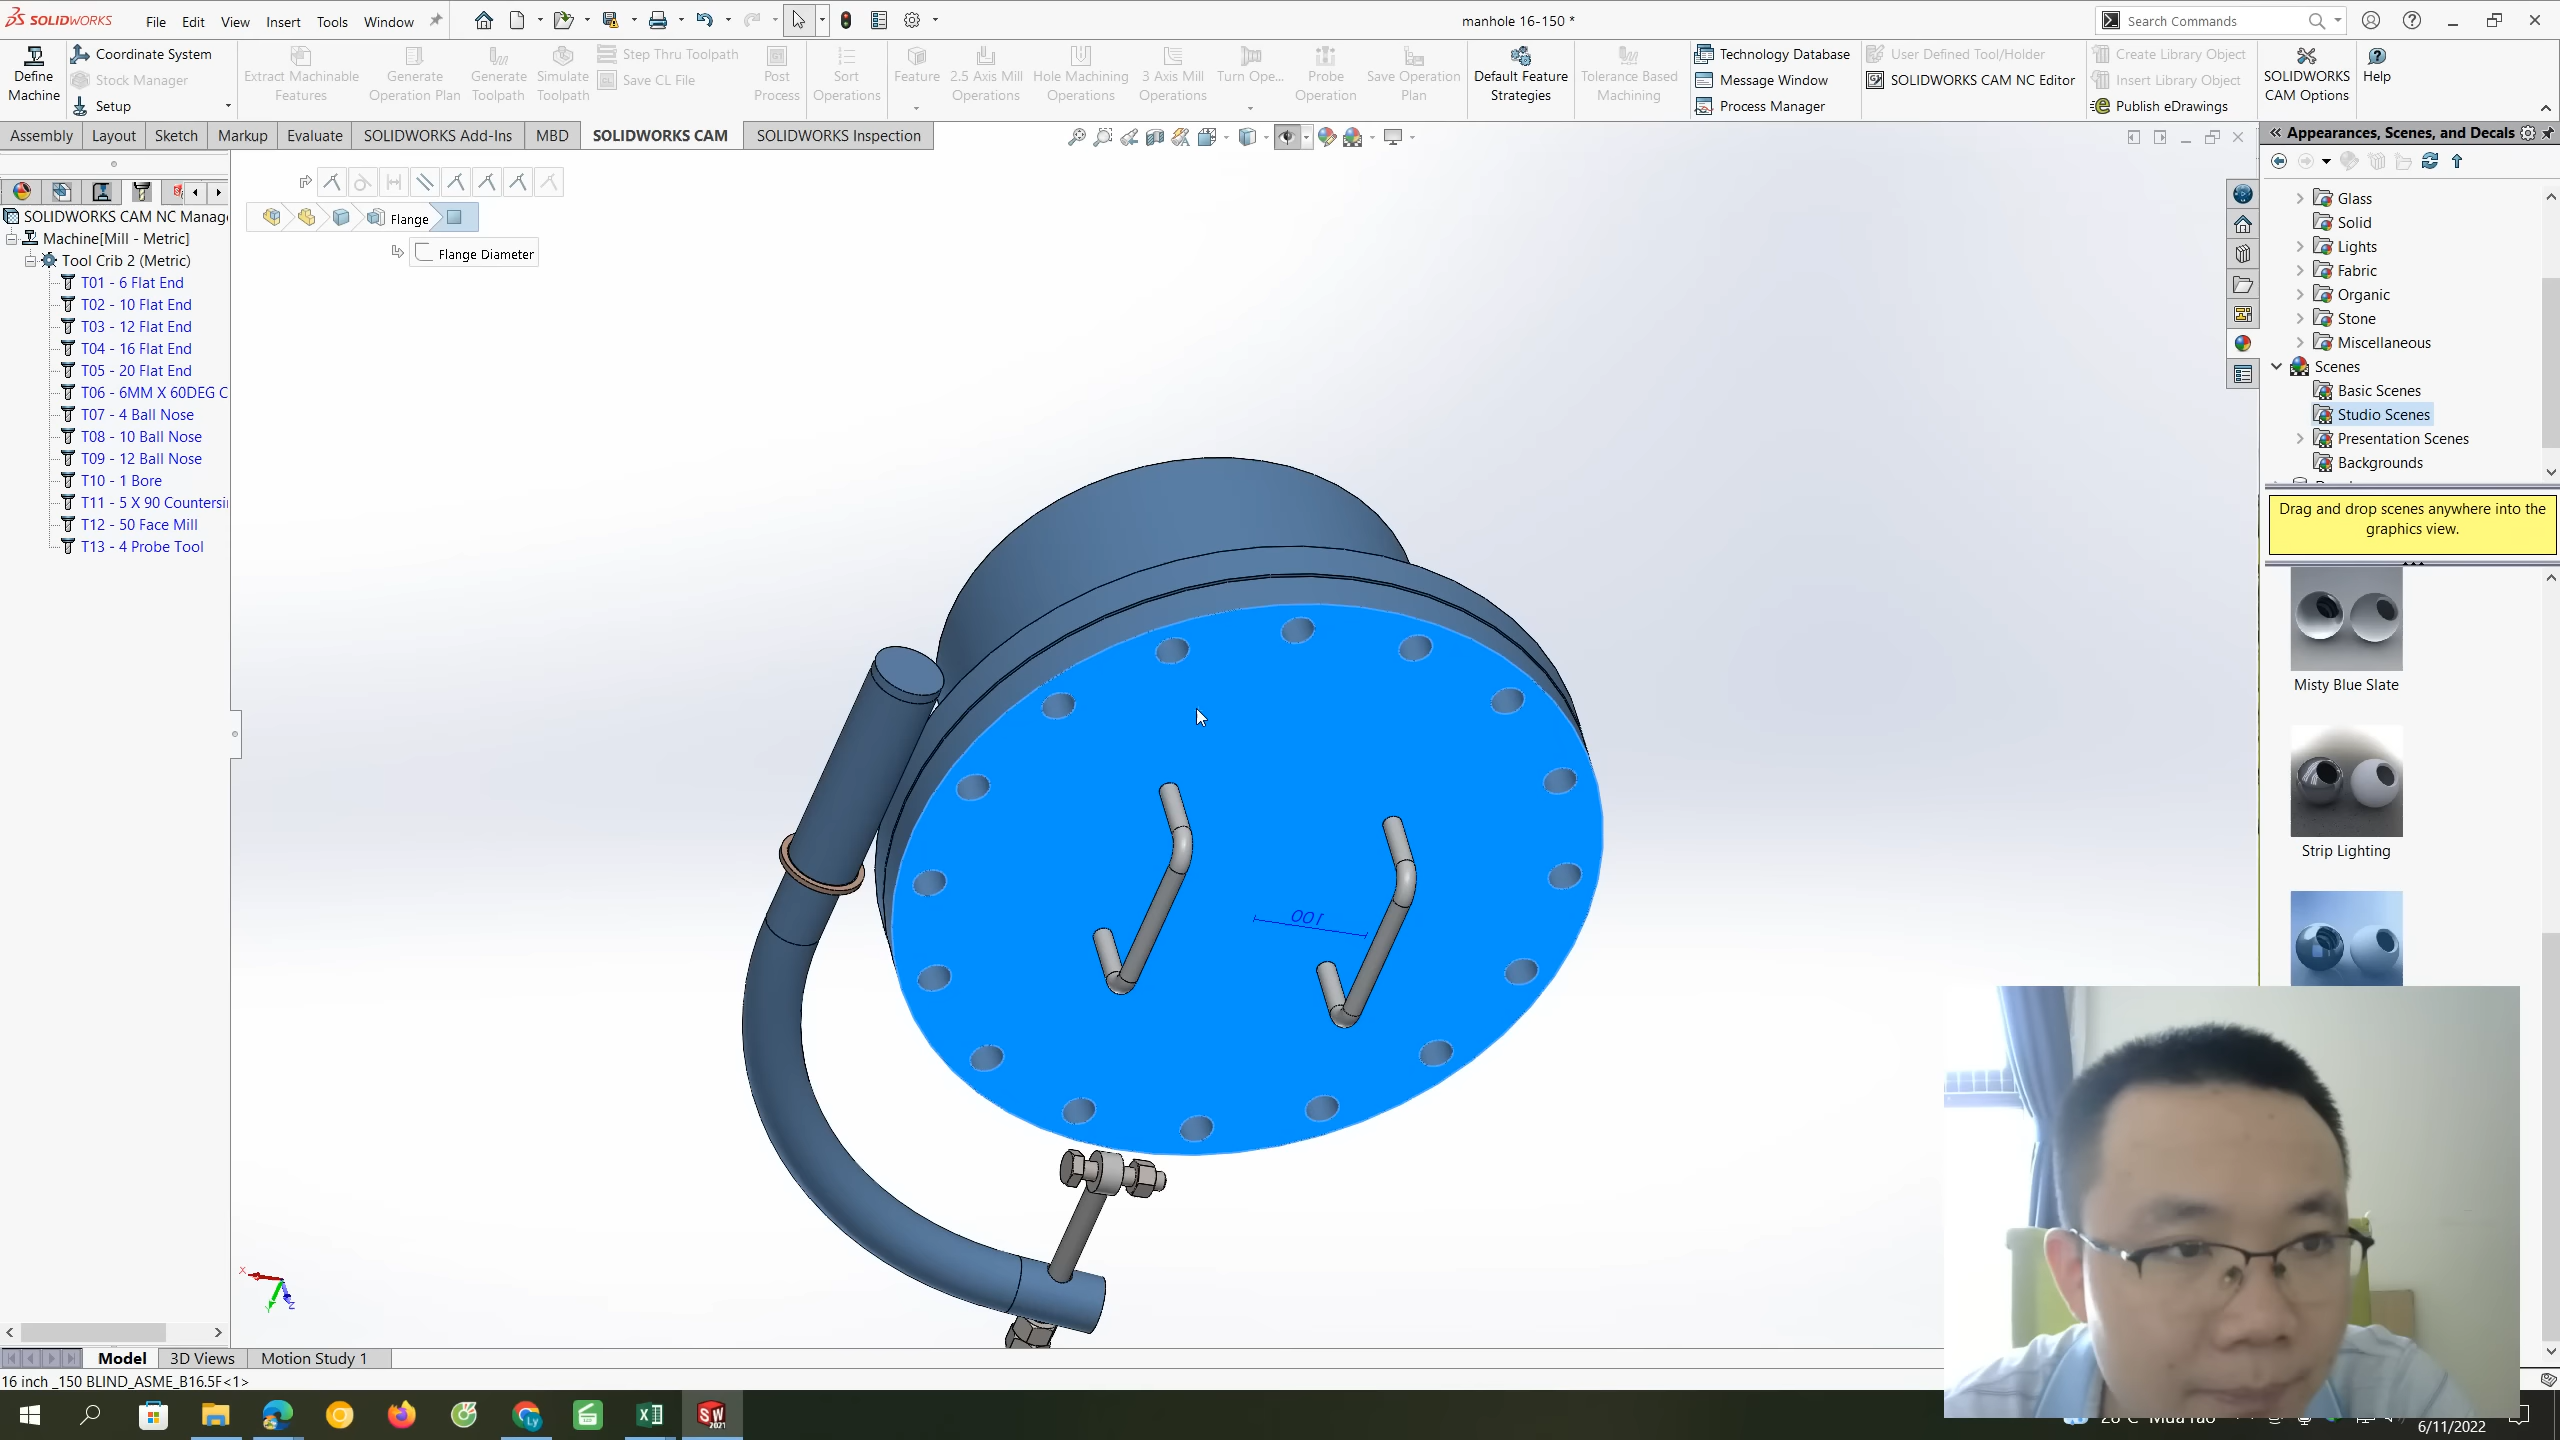 SOLIDWORKS
File Edit View Insert Tools Window
manhole 16-150 *
Search Commands
Define Machine
Coordinate System
Stock Manager
Setup
Extract Machinable Features
Generate Operation Plan
Generate Toolpath
Simulate Toolpath
Step Thru Toolpath
Save CL File
Post Process
Sort Operations
Feature
2.5 Axis Mill Operations
Hole Machining Operations
3 Axis Mill Operations
Turn Ope...
Probe Operation
Save Operation Plan
Default Feature Strategies
Tolerance Based Machining
Technology Database
Message Window
Process Manager
User Defined Tool/Holder
SOLIDWORKS CAM NC Editor
Create Library Object
Insert Library Object
Publish eDrawings
SOLIDWORKS CAM Options
Help
Assembly Layout Sketch Markup Evaluate SOLIDWORKS Add-Ins MBD SOLIDWORKS CAM SOLIDWORKS Inspection
SOLIDWORKS CAM NC Manag
Machine[Mill - Metric]
Tool Crib 2 (Metric)
T01 - 6 Flat End
T02 - 10 Flat End
T03 - 12 Flat End
T04 - 16 Flat End
T05 - 20 Flat End
T06 - 6MM X 60DEG C
T07 - 4 Ball Nose
T08 - 10 Ball Nose
T09 - 12 Ball Nose
T10 - 1 Bore
T11 - 5 X 90 Countersi
T12 - 50 Face Mill
T13 - 4 Probe Tool
Flange
Flange Diameter
100
X
Y
Z
Appearances, Scenes, and Decals
Glass
Solid
Lights
Fabric
Organic
Stone
Miscellaneous
Scenes
Basic Scenes
Studio Scenes
Presentation Scenes
Backgrounds
Drag and drop scenes anywhere into the
graphics view.
Misty Blue Slate
Strip Lighting
Model 3D Views Motion Study 1
16 inch _150 BLIND_ASME_B16.5F<1>
Ly
SW
2021
6/11/2022